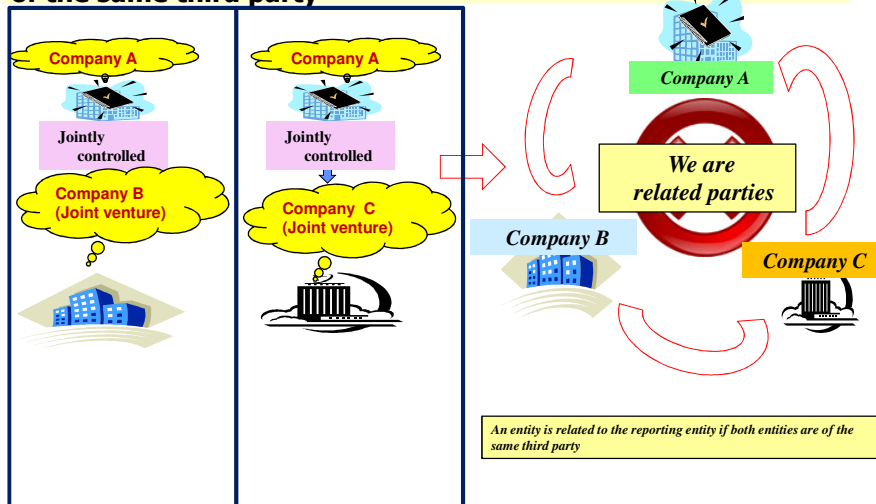 of the same third party
Company A
Jointly
controlled
Company B
(Joint venture)
Company A
Jointly
controlled
Company C
(Joint venture)
Company A
We are
related parties
Company B
Company C
An entity is related to the reporting entity if both entities are of the
same third party